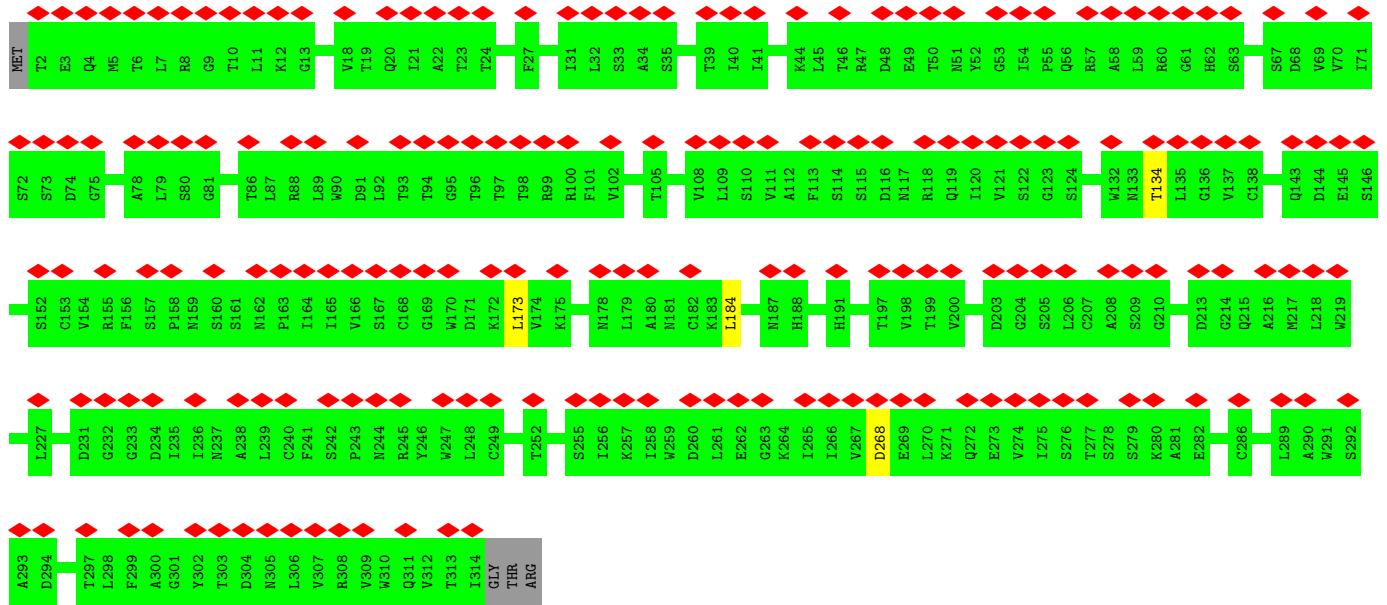 MET T2 E3 Q4 M5 T6 L7 R8 G9 T10 L11 K12 G13 V18 T19 Q20 I21 A22 T23 T24 F27 I31 L32 S33 A34 S35 T39 I40 I41 K44 L45 T46 R47 D48 E49 T50 N51 Y52 G53 I54 P55 Q56 R57 A58 L59 R60 G61 H62 S63 S67 D68 V69 V70 I71
S72 S73 D74 G75 A78 L79 S80 G81 T86 L87 R88 L89 W90 D91 L92 T93 T94 G95 T96 T97 T98 R99 R100 F101 V102 T105 V108 L109 S110 V111 A112 F113 S114 S115 D116 N117 R118 Q119 I120 V121 S122 G123 S124 W132 N133 T134 L135 G136 V137 C138 Q143 D144 E145 S146
S152 C153 V154 R155 F156 S157 P158 N159 S160 S161 N162 P163 I164 I165 V166 S167 C168 G169 W170 D171 K172 L173 V174 K175 N178 L179 A180 N181 C182 K183 L184 N187 H188 H191 T197 V198 T199 V200 D203 G204 S205 L206 C207 A208 S209 G210 D213 G214 Q215 A216 M217 L218 W219
L227 D231 G232 G233 D234 I235 I236 N237 A238 L239 C240 F241 S242 P243 N244 R245 Y246 W247 L248 C249 T252 S255 I256 K257 I258 W259 D260 L261 E262 G263 K264 I265 I266 V267 D268 E269 L270 K271 Q272 E273 V274 I275 S276 T277 S278 S279 K280 A281 E282 C286 L289 A290 W291 S292
A293 D294 T297 L298 F299 A300 G301 Y302 T303 D304 N305 L306 V307 R308 V309 W310 Q311 V312 T313 I314 GLY THR ARG